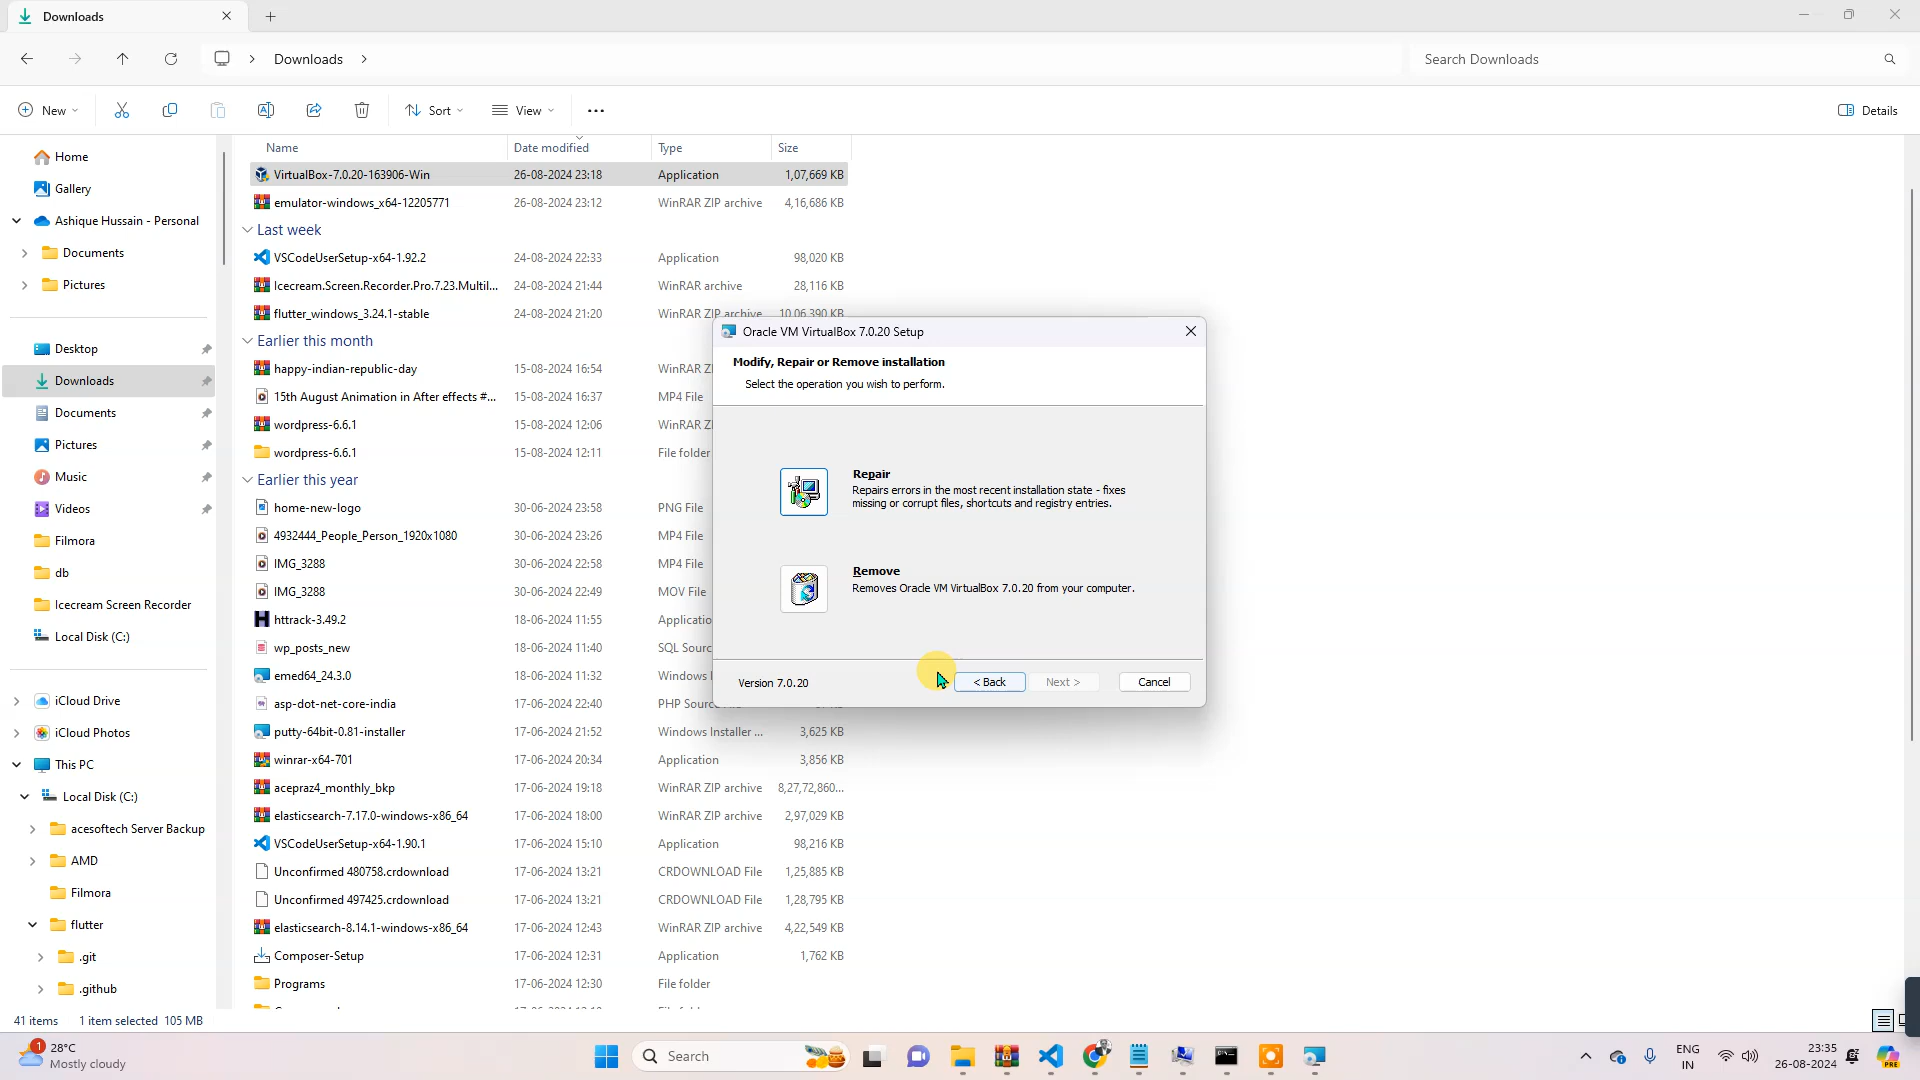 Downloads
Downloads
Search Downloads
New
Sort
View
Details
Home
Gallery
Ashique Hussain - Personal
Documents
Pictures
Desktop
Downloads
Documents
Pictures
Music
Videos
Filmora
db
Icecream Screen Recorder
Local Disk (C:)
iCloud Drive
iCloud Photos
This PC
Local Disk (C:)
acesoftech Server Backup
AMD
Filmora
flutter
.git
.github
Name Date modified Type Size
VirtualBox-7.0.20-163906-Win 26-08-2024 23:18 Application 1,07,669 KB
emulator-windows_x64-12205771 26-08-2024 23:12 WinRAR ZIP archive 4,16,686 KB
Last week
VSCodeUserSetup-x64-1.92.2 24-08-2024 22:33 Application 98,020 KB
Icecream.Screen.Recorder.Pro.7.23.Multil... 24-08-2024 21:44 WinRAR archive 28,116 KB
flutter_windows_3.24.1-stable 24-08-2024 21:20 WinRAR ZIP archive 10,06,390 KB
Earlier this month
happy-indian-republic-day 15-08-2024 16:54 WinRAR Z
15th August Animation in After effects #... 15-08-2024 16:37 MP4 File
wordpress-6.6.1 15-08-2024 12:06 WinRAR Z
wordpress-6.6.1 15-08-2024 12:11 File folder
Earlier this year
home-new-logo 30-06-2024 23:58 PNG File
4932444_People_Person_1920x1080 30-06-2024 23:26 MP4 File
IMG_3288 30-06-2024 22:58 MP4 File
IMG_3288 30-06-2024 22:49 MOV File
httrack-3.49.2 18-06-2024 11:55 Applicatio
wp_posts_new 18-06-2024 11:40 SQL Sourc
emed64_24.3.0 18-06-2024 11:32 Windows I
asp-dot-net-core-india 17-06-2024 22:40 PHP Source
putty-64bit-0.81-installer 17-06-2024 21:52 Windows Installer ... 3,625 KB
winrar-x64-701 17-06-2024 20:34 Application 3,856 KB
acepraz4_monthly_bkp 17-06-2024 19:18 WinRAR ZIP archive 8,27,72,860...
elasticsearch-7.17.0-windows-x86_64 17-06-2024 18:00 WinRAR ZIP archive 2,97,029 KB
VSCodeUserSetup-x64-1.90.1 17-06-2024 15:10 Application 98,216 KB
Unconfirmed 480758.crdownload 17-06-2024 13:21 CRDOWNLOAD File 1,25,885 KB
Unconfirmed 497425.crdownload 17-06-2024 13:21 CRDOWNLOAD File 1,28,795 KB
elasticsearch-8.14.1-windows-x86_64 17-06-2024 12:43 WinRAR ZIP archive 4,22,549 KB
Composer-Setup 17-06-2024 12:31 Application 1,762 KB
Programs 17-06-2024 12:30 File folder
Oracle VM VirtualBox 7.0.20 Setup
Modify, Repair or Remove installation
Select the operation you wish to perform.
Repair
Repairs errors in the most recent installation state - fixes
missing or corrupt files, shortcuts and registry entries.
Remove
Removes Oracle VM VirtualBox 7.0.20 from your computer.
Version 7.0.20
< Back
Next >
Cancel
41 items 1 item selected 105 MB
1
28°C
Mostly cloudy
Search
ENG
IN
23:35
26-08-2024
PRE